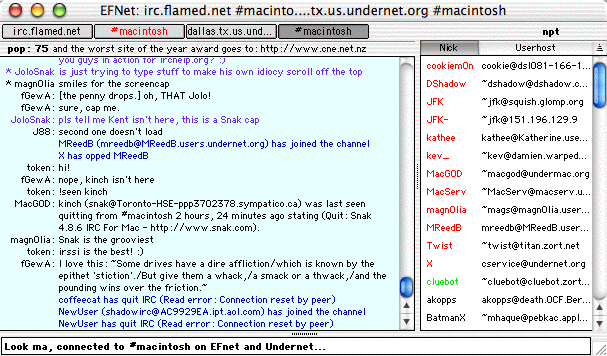 EFNet: irc.flamed.net #macinto....tx.us.undernet.org #macintosh
irc.flamed.net
#macintosh
dallas.tx.us.und...
#macintosh
npt
pop : 75 and the worst site of the year award goes to: http://www.cne.net.nz
Nick
Userhost
you guys in action for ircneip.org? :)
* JoloSnak is just trying to type stuff to make his own idiocy scroll off the top
* magn0lia smiles for the screencap
fGewA: [the penny drops.] oh, THAT Jolo!
fGewA: sure, cap me.
JoloSnak: pls tell me Kent isn't here, this is a Snak cap
J88: second one doesn't load
MReedB (mreedb@MReedB.users.undernet.org) has joined the channel
X has opped MReedB
token: hi!
fGewA: nope, kinch isn't here
token: !seen kinch
MacGOD: kinch (snak@Toronto-HSE-ppp3702378.sympatico.ca) was last seen
quitting from #macintosh 2 hours, 24 minutes ago stating (Quit: Snak
4.8.6 IRC For Mac - http://www.snak.com).
magn0lia: Snak is the grooviest
token: irssi is the best! :)
fGewA: I love this: ~Some drives have a dire affliction/which is known by the
epithet 'stiction'./But give them a whack,/a smack or a thwack,/and the
pounding wins over the friction.~
coffeecat has quit IRC (Read error: Connection reset by peer)
NewUser (shadowirc@AC9929EA.ipt.aol.com) has joined the channel
NewUser has quit IRC (Read error: Connection reset by peer)
cookiem0n cookie@dsl081-166-1
DShadow ~dshadow@dshadow.c...
JFK ~jfk@squish.glomp.org
JFK- ~jfk@151.196.129.9
kathee kathee@Katherine.use...
kev_ ~kev@damien.warped...
MacGOD ~macgod@undermac.org
MacServ ~MacServ@macserv.u...
magn0lia ~mags@magn0lia.user...
MReedB mreedb@MReedB.users...
Twist ~twist@titan.zort.net
X cservice@undernet.org
cluebot ~cluebot@cluebot.zort...
akopps akopps@death.OCF.Ber...
BatmanX ~mhaque@pebkac.appl...
Look ma, connected to #macintosh on EFnet and Undernet...